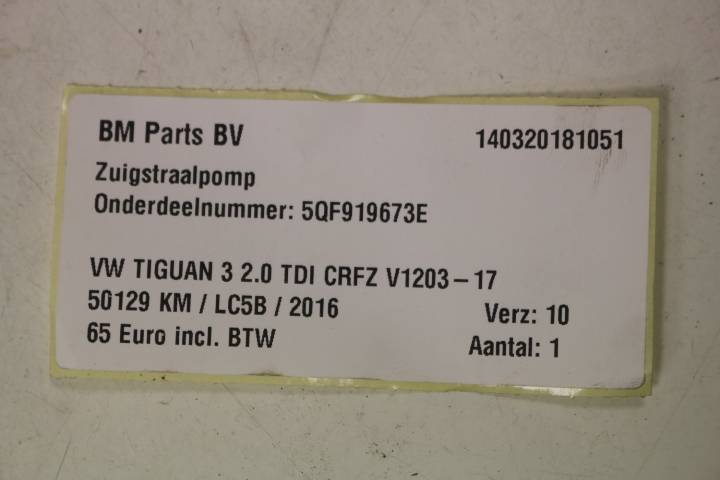 BM Parts BV 140320181051
Zuigstraalpomp
Onderdeelnummer: 5QF919673E
VW TIGUAN 3 2.0 TDI CRFZ V1203-17
50129 KM / LC5B / 2016 Verz: 10
65 Euro incl. BTW Aantal: 1